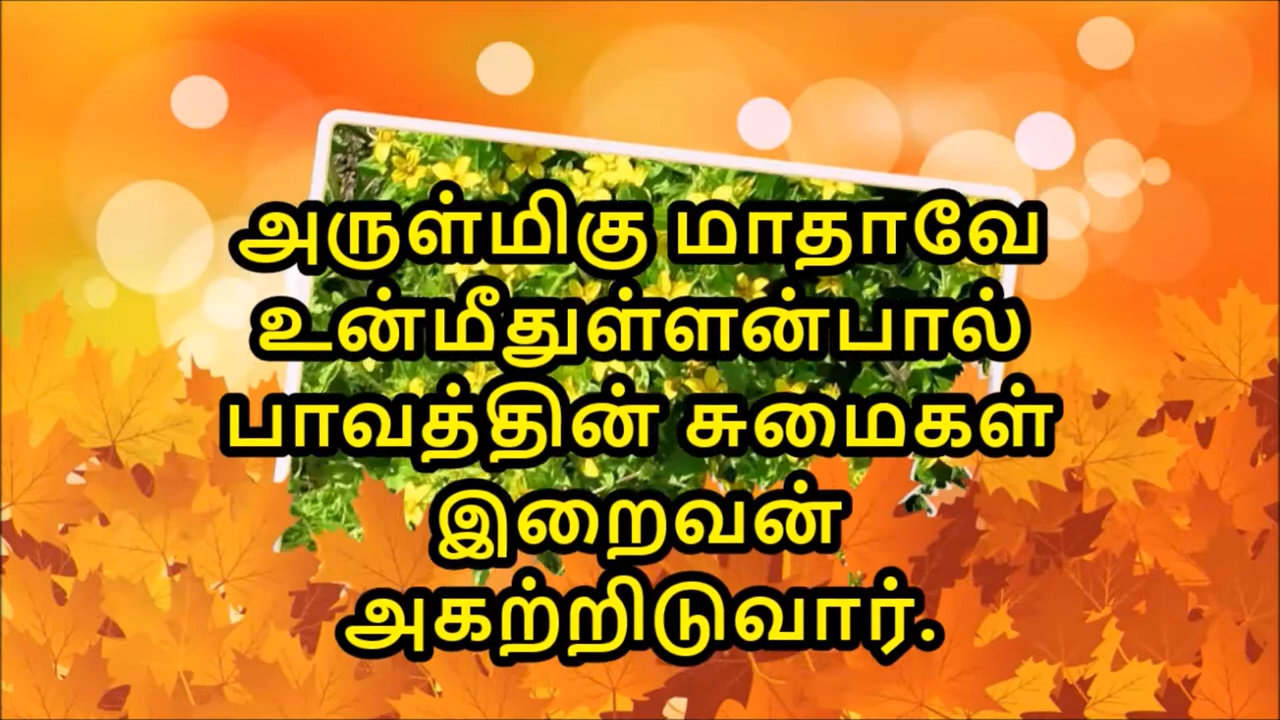 அருள்மிகு மாதாவே
உன்மீதுள்ளன்பால்
பாவத்தின் சுமைகள்
இறைவன்
அகற்றிடுவார்.